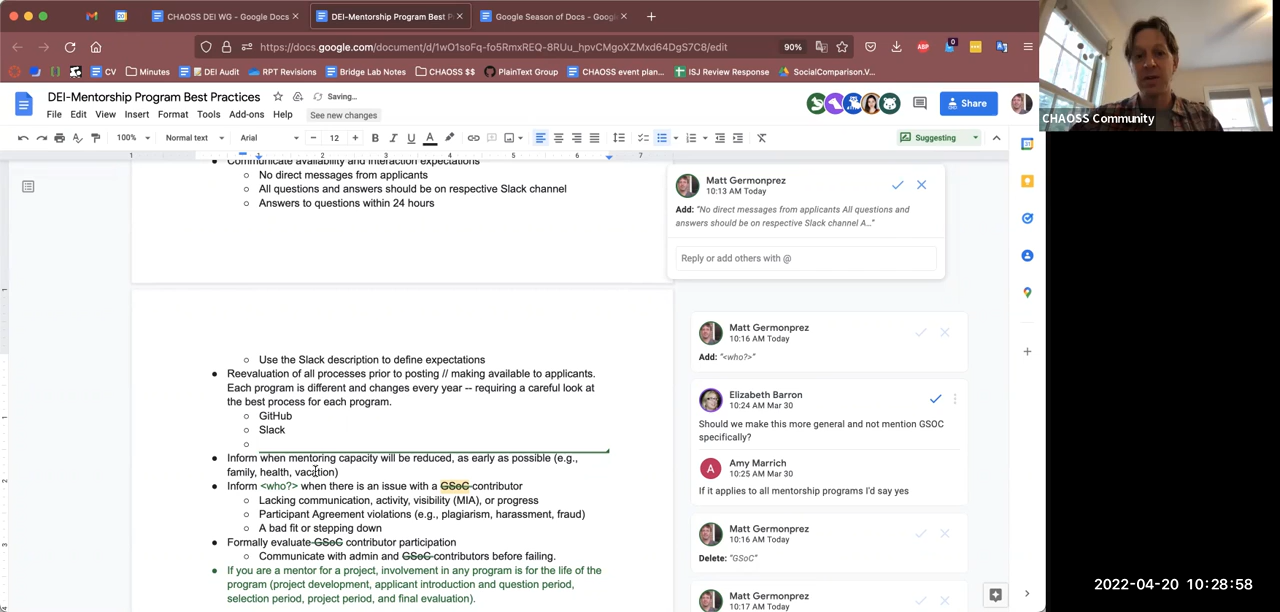 CHAOSS DEI WG - Google Docs
DEI-Mentorship Program Best P
Google Season of Docs - Googl
https://docs.google.com/document/d/1wO1soFq-fo5RmxREQ-8RUu_hpvCMgoXZMxd64DgS7C8/edit
90%
ABP
0
CV
Minutes
DEI Audit
RPT Revisions
Bridge Lab Notes
CHAOSS $$
PlainText Group
CHAOSS event plan...
ISJ Review Response
SocialComparison.V...
DEI-Mentorship Program Best Practices
Saving...
File Edit View Insert Format Tools Add-ons Help
See new changes
Share
100%
Normal text
Arial
12
B I U A
Suggesting
1 1 2 3 4 5 6 7
Communicate availability and interaction expectations
No direct messages from applicants
All questions and answers should be on respective Slack channel
Answers to questions within 24 hours
Use the Slack description to define expectations
Reevaluation of all processes prior to posting // making available to applicants.
Each program is different and changes every year -- requiring a careful look at
the best process for each program.
GitHub
Slack
Inform when mentoring capacity will be reduced, as early as possible (e.g.,
family, health, vacation)
Inform <who?> when there is an issue with a GSoC contributor
Lacking communication, activity, visibility (MIA), or progress
Participant Agreement violations (e.g., plagiarism, harassment, fraud)
A bad fit or stepping down
Formally evaluate GSoC contributor participation
Communicate with admin and GSoC contributors before failing.
If you are a mentor for a project, involvement in any program is for the life of the
program (project development, applicant introduction and question period,
selection period, project period, and final evaluation).
Matt Germonprez
10:13 AM Today
Add: "No direct messages from applicants All questions and
answers should be on respective Slack channel A..."
Reply or add others with @
Matt Germonprez
10:16 AM Today
Add: "<who?>"
Elizabeth Barron
10:24 AM Mar 30
Should we make this more general and not mention GSOC
specifically?
A
Amy Marrich
10:25 AM Mar 30
If it applies to all mentorship programs I'd say yes
Matt Germonprez
10:16 AM Today
Delete: "GSoC"
Matt Germonprez
10:17 AM Today
CHAOSS Community
2022-04-20 10:28:58